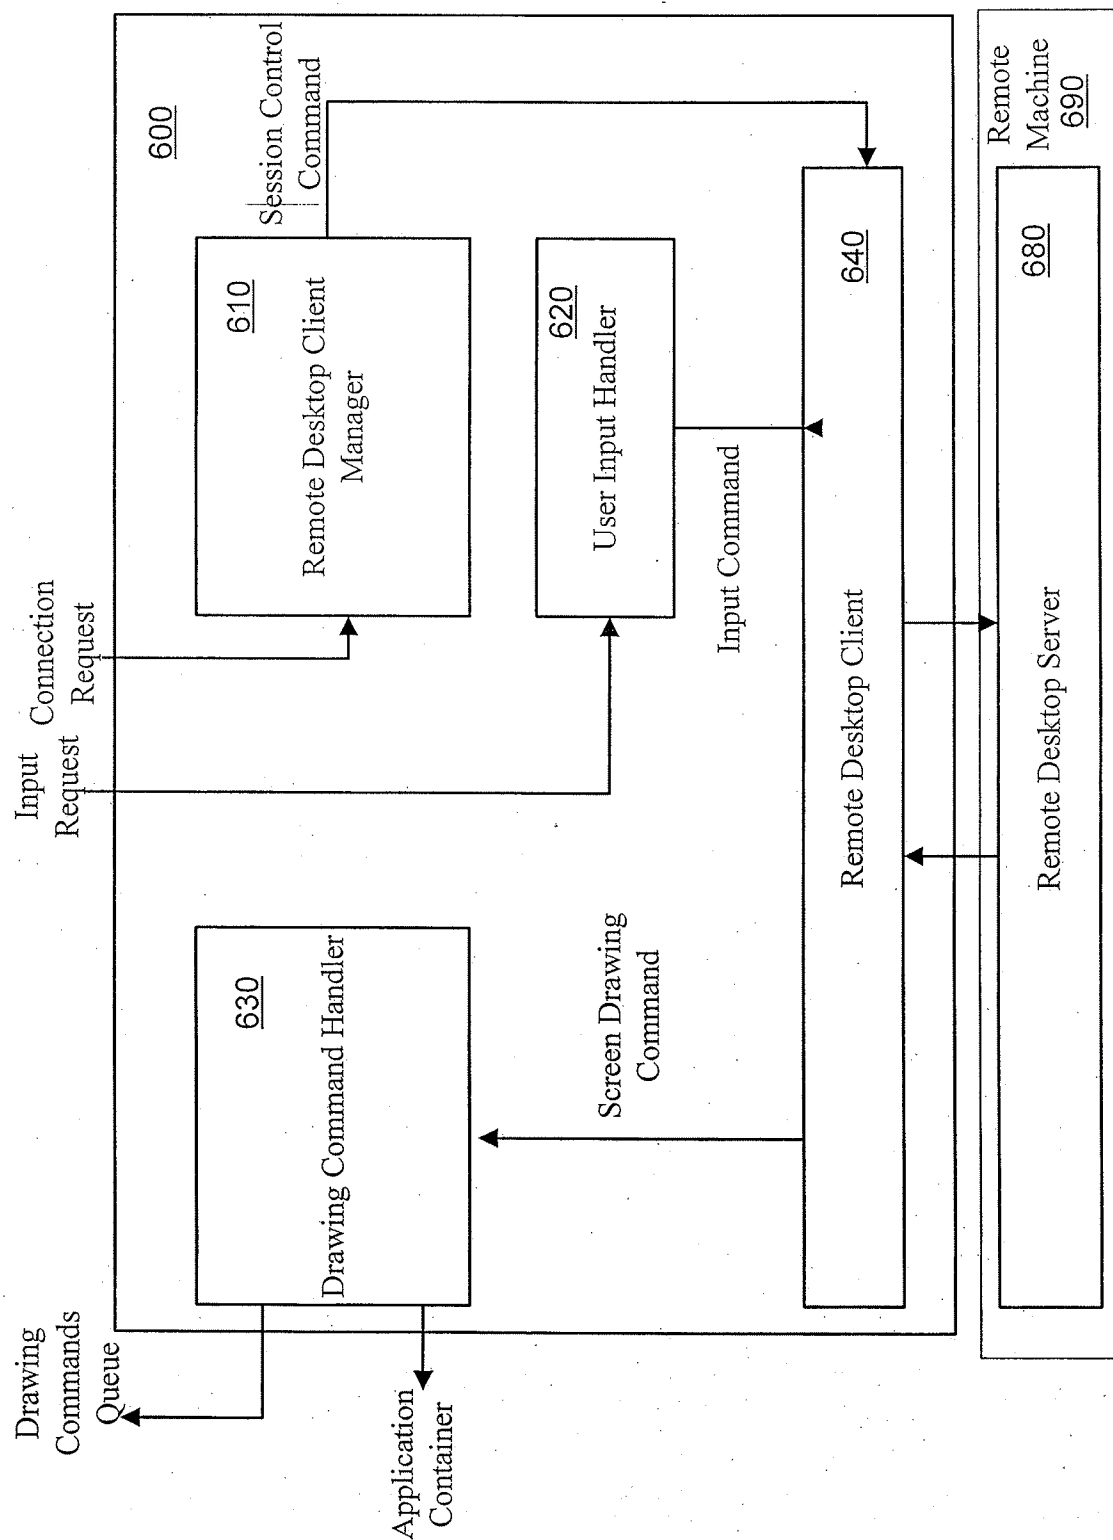 Drawing
Commands
Queue
Input
Request
Connection
Request
600
Application
Container
630
Drawing Command Handler
610
Remote Desktop Client
Manager
Session Control
Command
620
User Input Handler
Screen Drawing
Command
Input Command
640
Remote Desktop Client
680
Remote Desktop Server
Remote
Machine
690